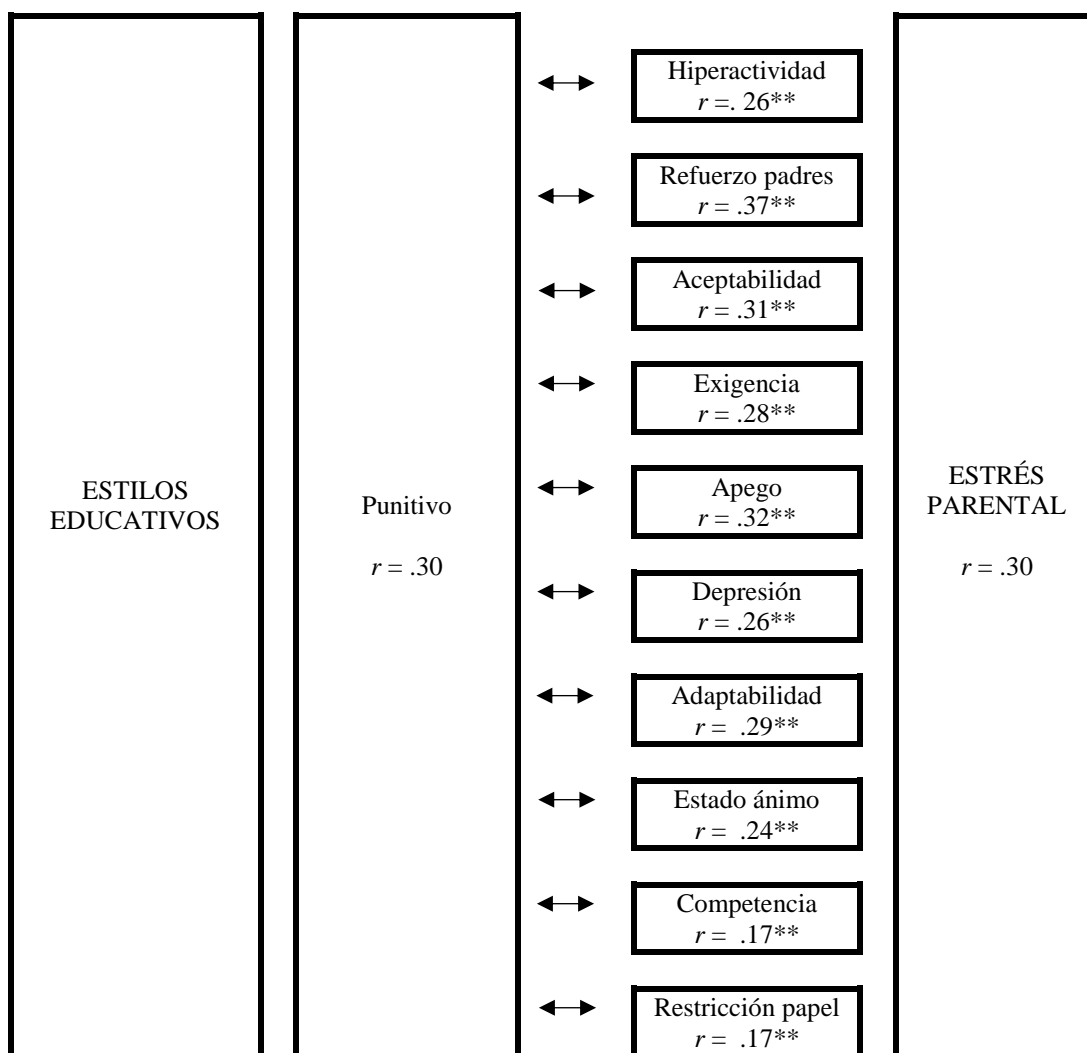 ESTILOS
EDUCATIVOS
Punitivo
r = .30
Hiperactividad
r =. 26**
Refuerzo padres
r = .37**
Aceptabilidad
r = .31**
Exigencia
r = .28**
Apego
r = .32**
Depresión
r = .26**
Adaptabilidad
r = .29**
Estado ánimo
r = .24**
Competencia
r = .17**
Restricción papel
r = .17**
ESTRÉS
PARENTAL
r = .30